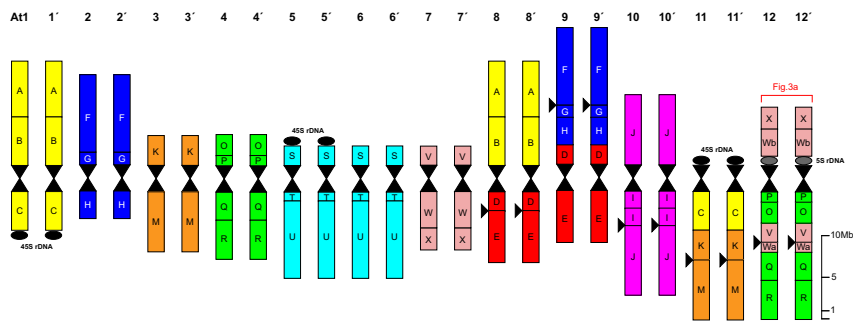 At1 1´ 2 2´ 3 3´ 4 4´ 5 5´ 6 6´ 7 7´ 8 8´ 9 9´ 10 10´ 11 11´ 12 12´
F F
Fig.3a
A A A A
G G
F F X X
45S rDNA H H J J
B B B B
O O Wb Wb
K K S S S S V V D D 45S rDNA
G G P P 5S rDNA
T T T T D D I I P P
H H Q Q W W
C C I I C C O O
M M E E E E
R R U U U U X X V V 10Mb
45S rDNA K K Wa Wa
J J Q Q
5
M M R R
1